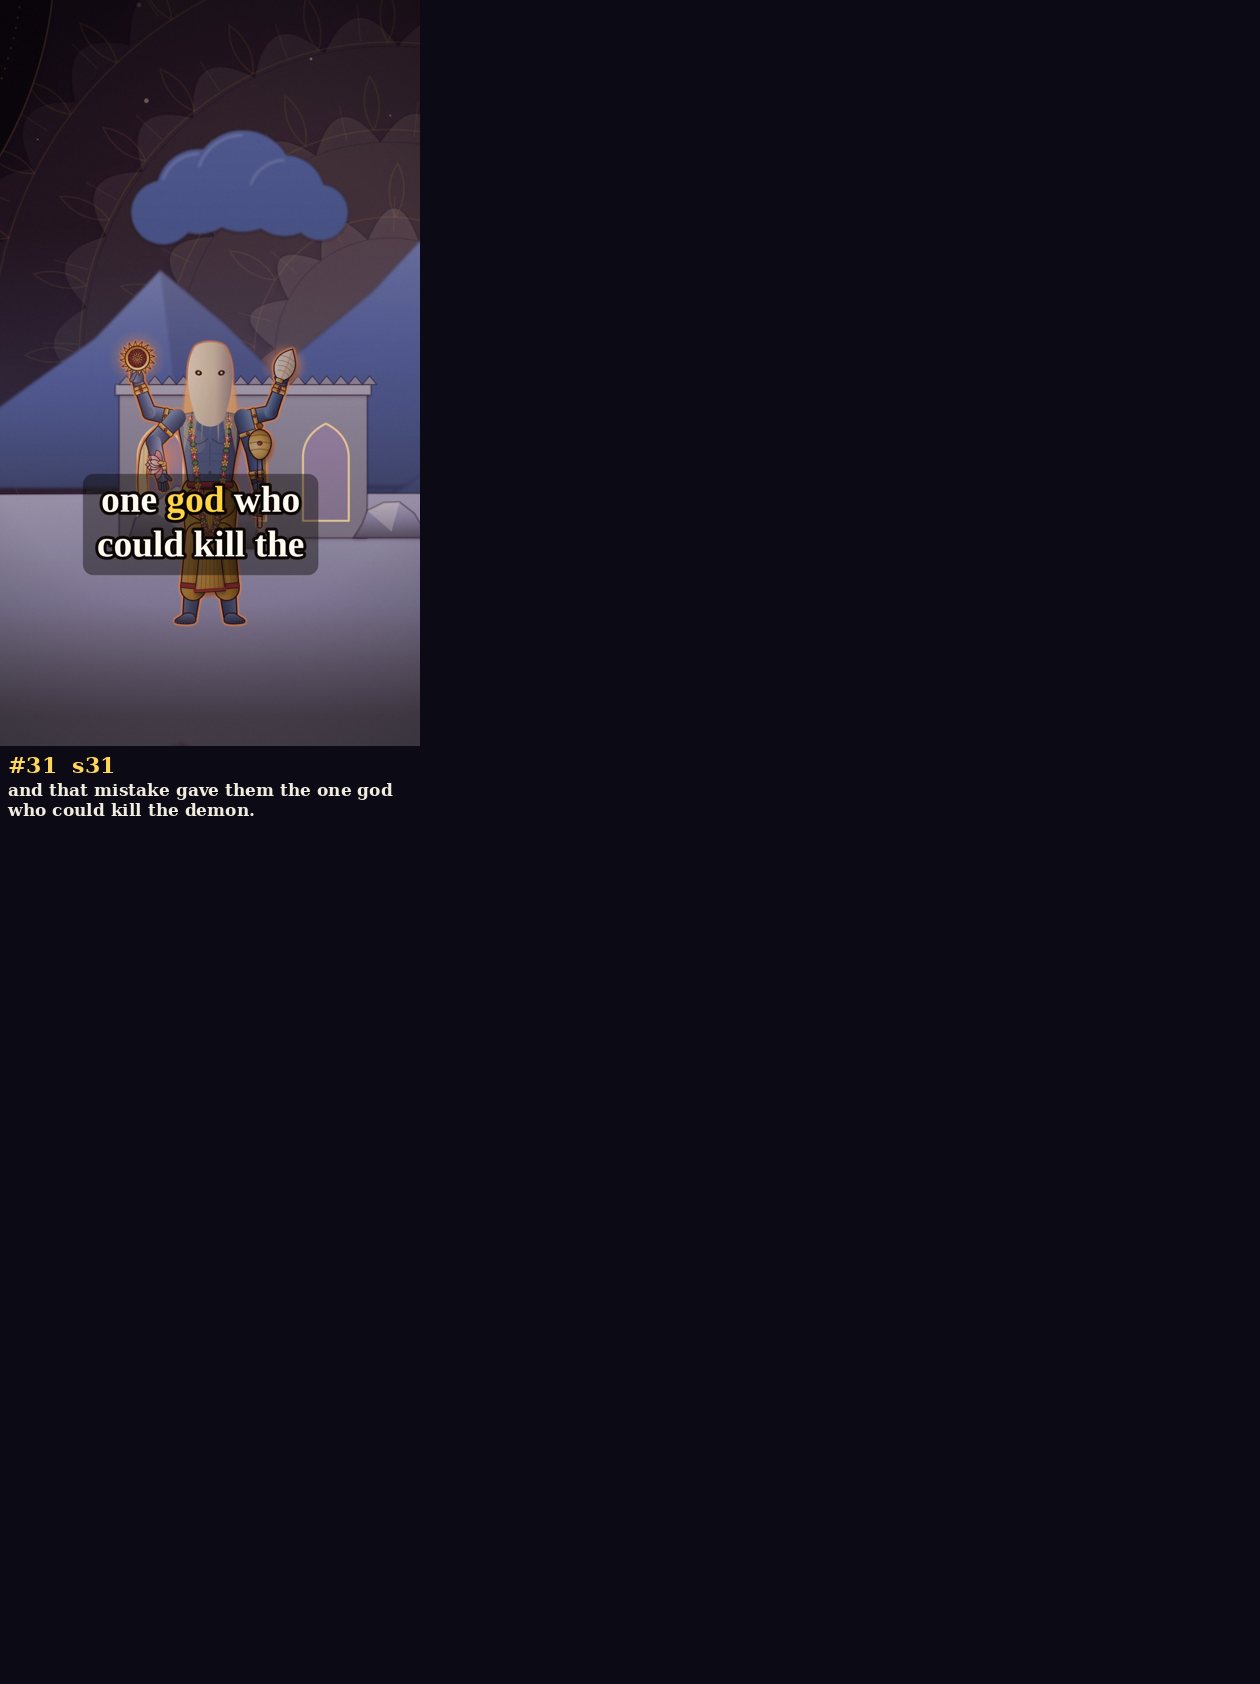 one god who
could kill the
#31 s31
and that mistake gave them the one god
who could kill the demon.